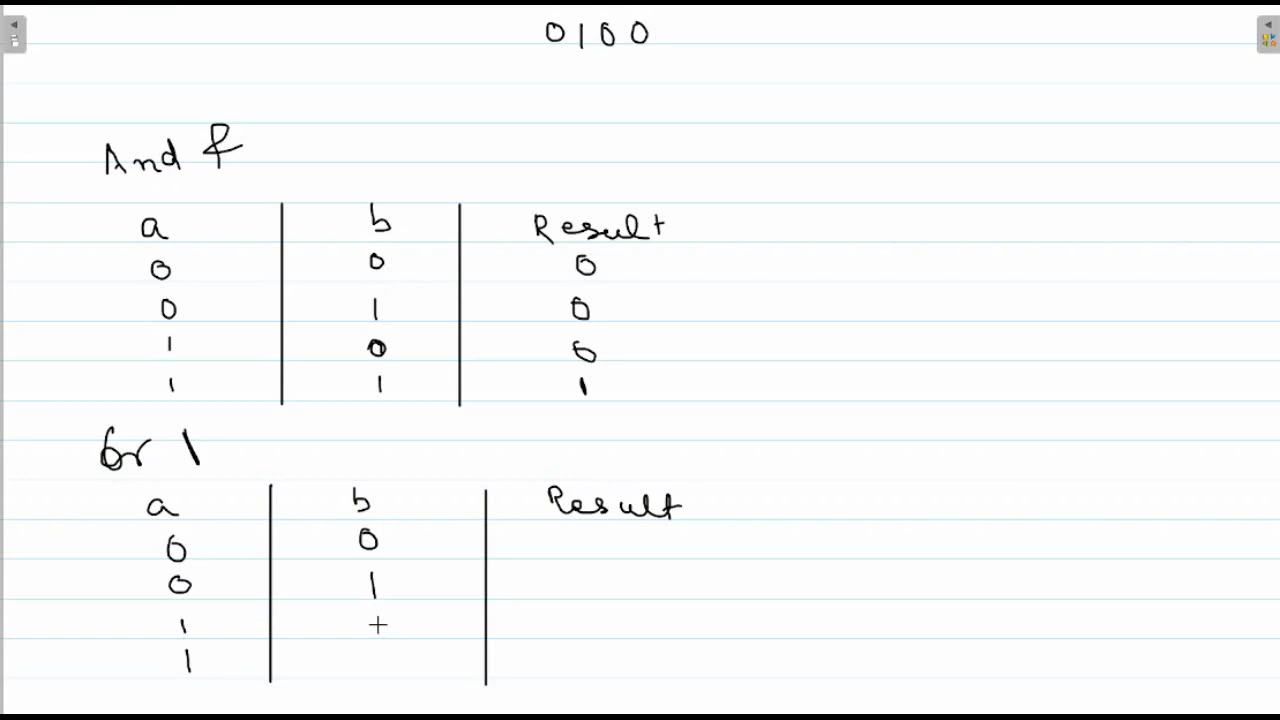 0100
And &
a b Result
0 0 0
0 1 0
1 0 0
1 1 1
Or |
a b Result
0 0
0 1
1
1